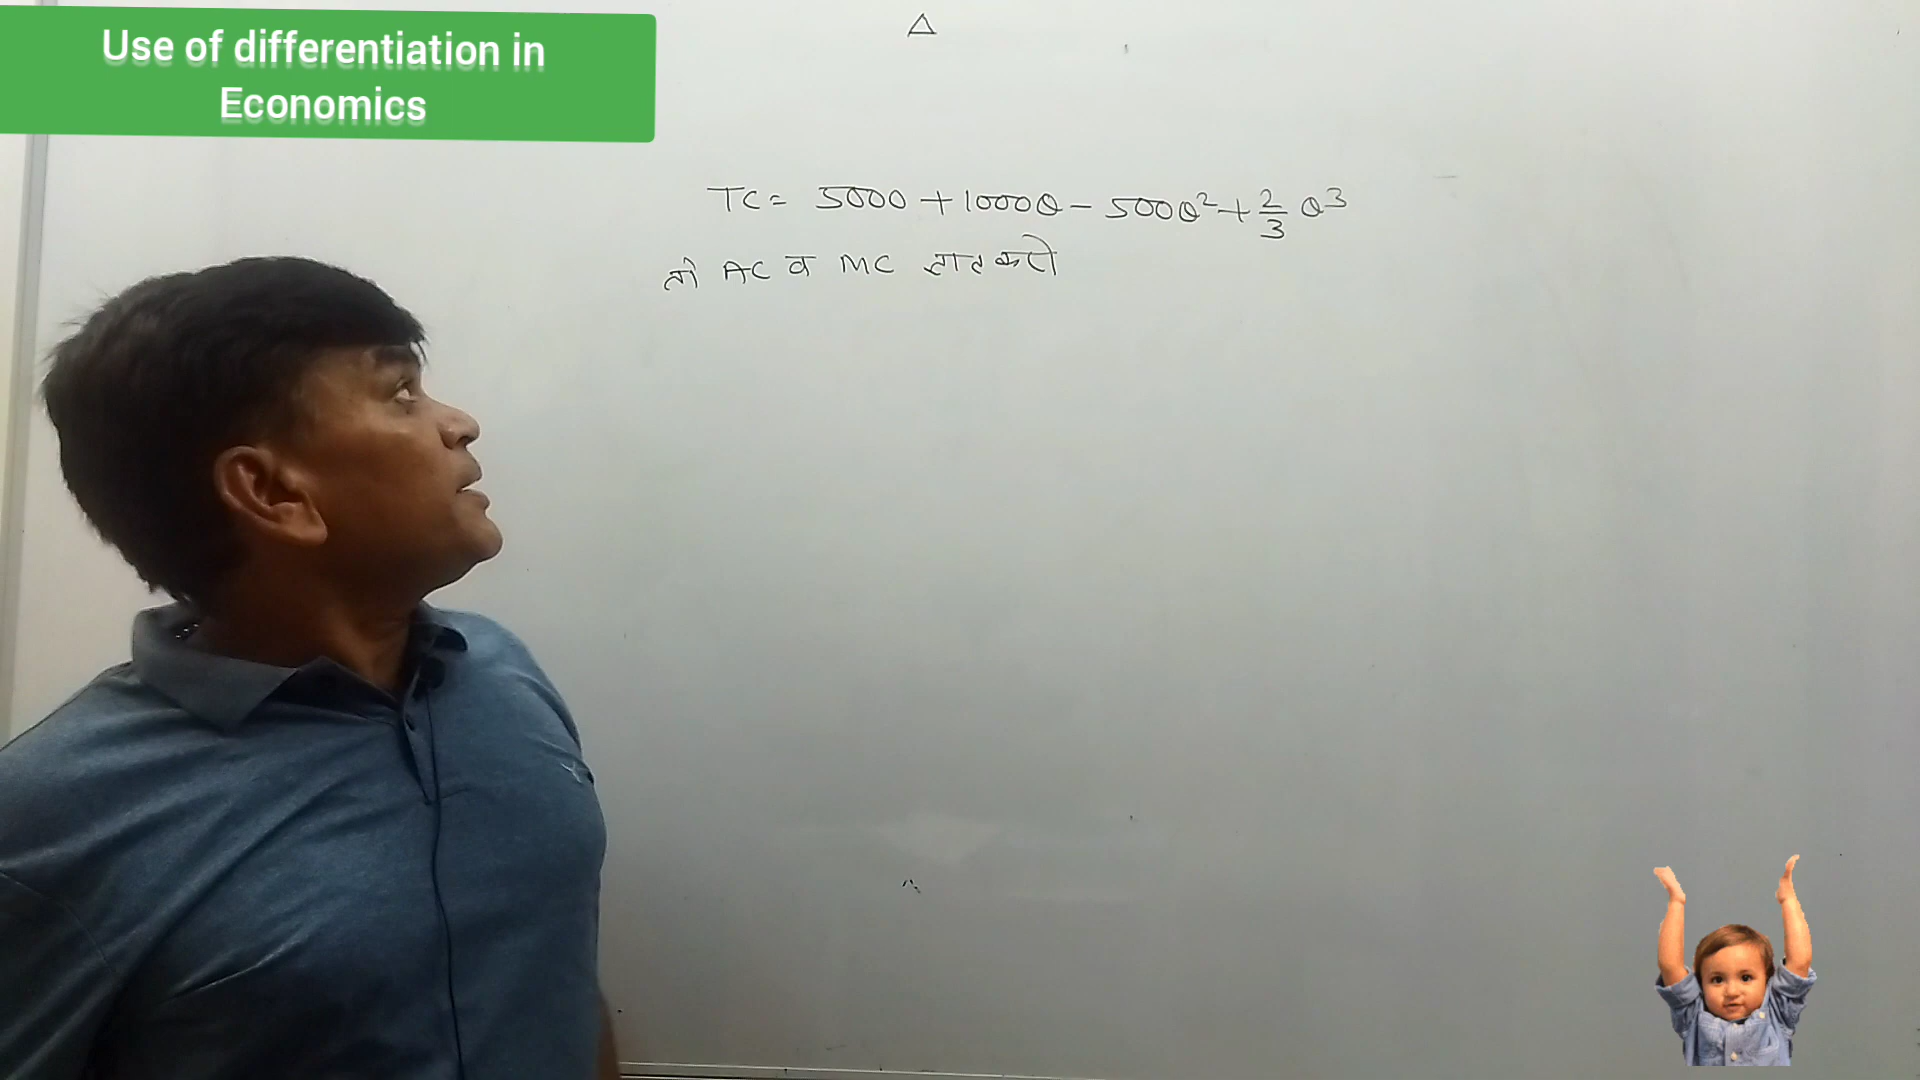 Use of differentiation in
Economics
TC = 5000 + 1000Q - 500Q² + 2/3 Q³
तो AC व MC ज्ञात करो